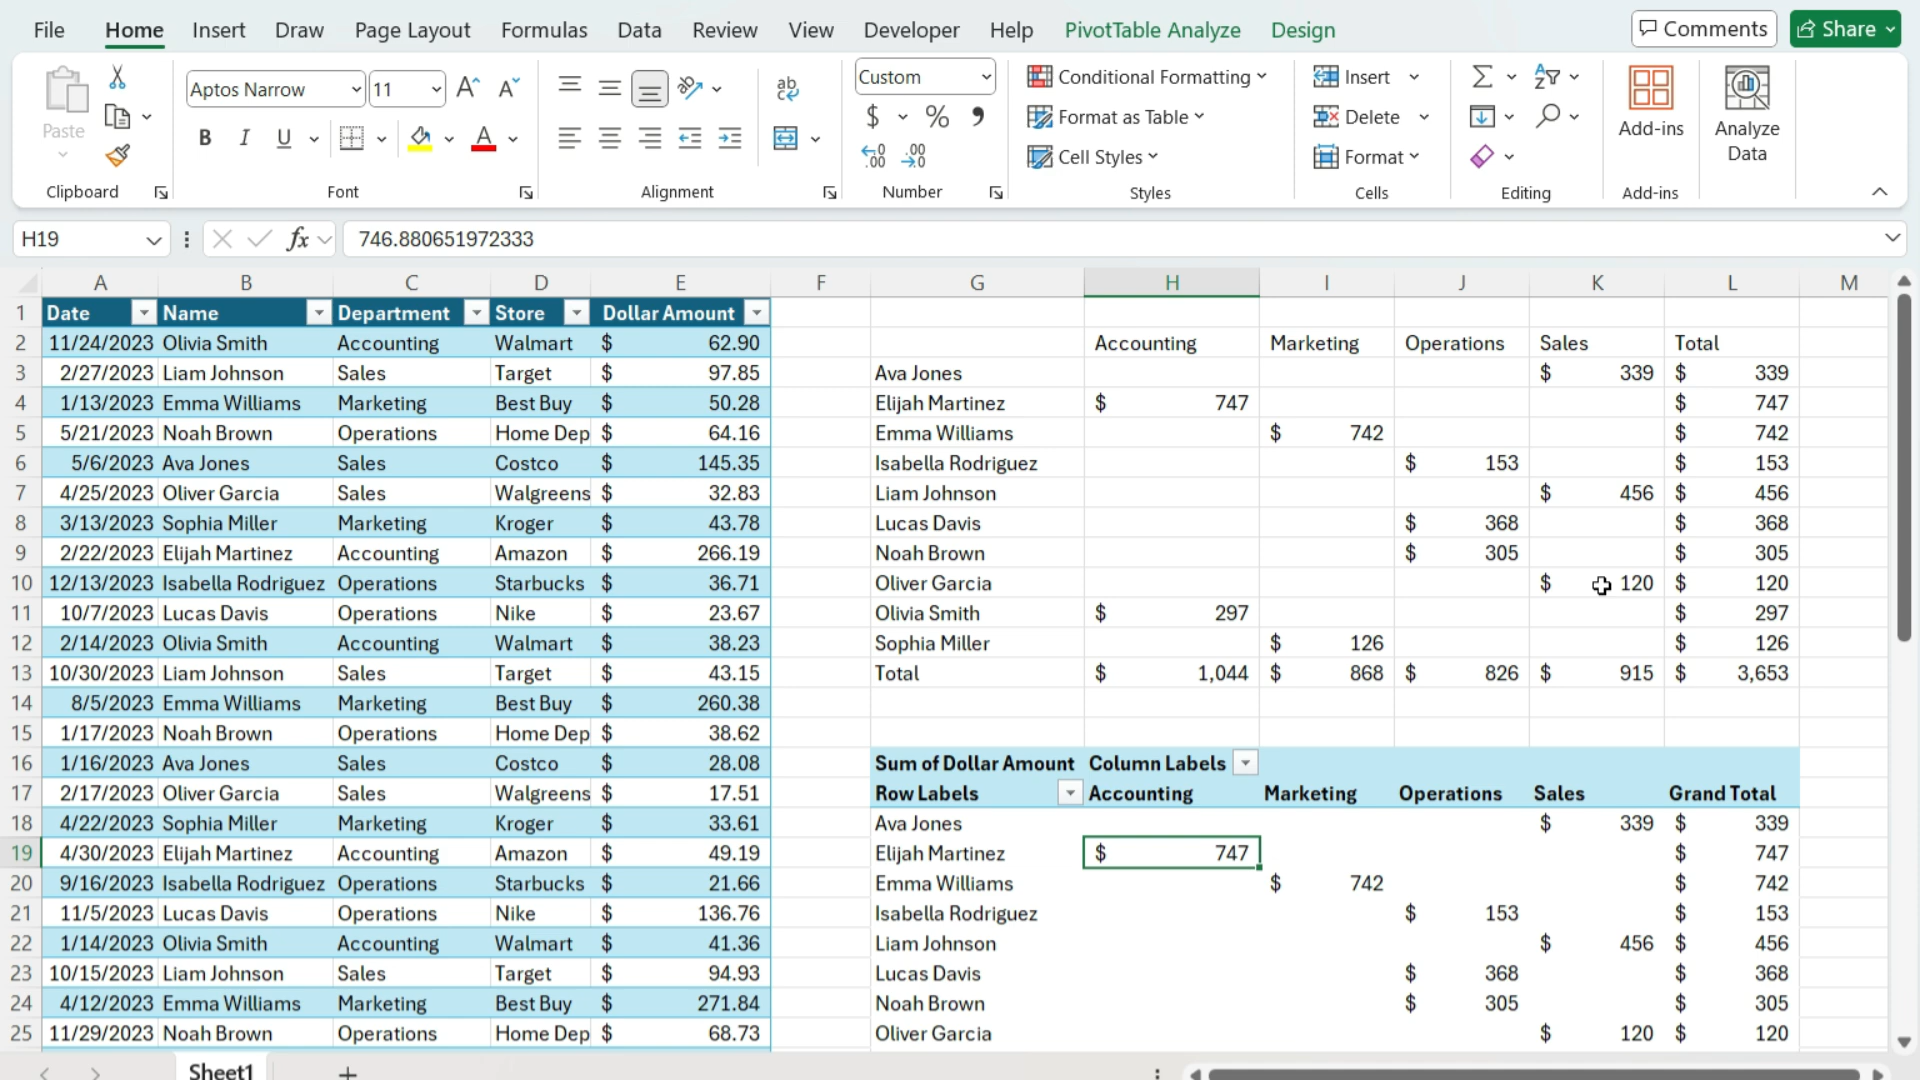 File Home Insert Draw Page Layout Formulas Data Review View Developer Help PivotTable Analyze Design Comments Share
Paste
Clipboard
Aptos Narrow 11
B I U A
Font
ab
Alignment
Custom
$ % ,
.00 .00
Number
Conditional Formatting
Format as Table
Cell Styles
Styles
Insert
Delete
Format
Cells
Editing
Add-ins
Add-ins
Analyze
Data
H19 fx 746.880651972333
A B C D E F G H I J K L M
1 Date Name Department Store Dollar Amount
2 11/24/2023 Olivia Smith Accounting Walmart $ 62.90 Accounting Marketing Operations Sales Total
3 2/27/2023 Liam Johnson Sales Target $ 97.85 Ava Jones $ 339 $ 339
4 1/13/2023 Emma Williams Marketing Best Buy $ 50.28 Elijah Martinez $ 747 $ 747
5 5/21/2023 Noah Brown Operations Home Dep $ 64.16 Emma Williams $ 742 $ 742
6 5/6/2023 Ava Jones Sales Costco $ 145.35 Isabella Rodriguez $ 153 $ 153
7 4/25/2023 Oliver Garcia Sales Walgreens $ 32.83 Liam Johnson $ 456 $ 456
8 3/13/2023 Sophia Miller Marketing Kroger $ 43.78 Lucas Davis $ 368 $ 368
9 2/22/2023 Elijah Martinez Accounting Amazon $ 266.19 Noah Brown $ 305 $ 305
10 12/13/2023 Isabella Rodriguez Operations Starbucks $ 36.71 Oliver Garcia $ 120 $ 120
11 10/7/2023 Lucas Davis Operations Nike $ 23.67 Olivia Smith $ 297 $ 297
12 2/14/2023 Olivia Smith Accounting Walmart $ 38.23 Sophia Miller $ 126 $ 126
13 10/30/2023 Liam Johnson Sales Target $ 43.15 Total $ 1,044 $ 868 $ 826 $ 915 $ 3,653
14 8/5/2023 Emma Williams Marketing Best Buy $ 260.38
15 1/17/2023 Noah Brown Operations Home Dep $ 38.62
16 1/16/2023 Ava Jones Sales Costco $ 28.08 Sum of Dollar Amount Column Labels
17 2/17/2023 Oliver Garcia Sales Walgreens $ 17.51 Row Labels Accounting Marketing Operations Sales Grand Total
18 4/22/2023 Sophia Miller Marketing Kroger $ 33.61 Ava Jones $ 339 $ 339
19 4/30/2023 Elijah Martinez Accounting Amazon $ 49.19 Elijah Martinez $ 747 $ 747
20 9/16/2023 Isabella Rodriguez Operations Starbucks $ 21.66 Emma Williams $ 742 $ 742
21 11/5/2023 Lucas Davis Operations Nike $ 136.76 Isabella Rodriguez $ 153 $ 153
22 1/14/2023 Olivia Smith Accounting Walmart $ 41.36 Liam Johnson $ 456 $ 456
23 10/15/2023 Liam Johnson Sales Target $ 94.93 Lucas Davis $ 368 $ 368
24 4/12/2023 Emma Williams Marketing Best Buy $ 271.84 Noah Brown $ 305 $ 305
25 11/29/2023 Noah Brown Operations Home Dep $ 68.73 Oliver Garcia $ 120 $ 120
Sheet1